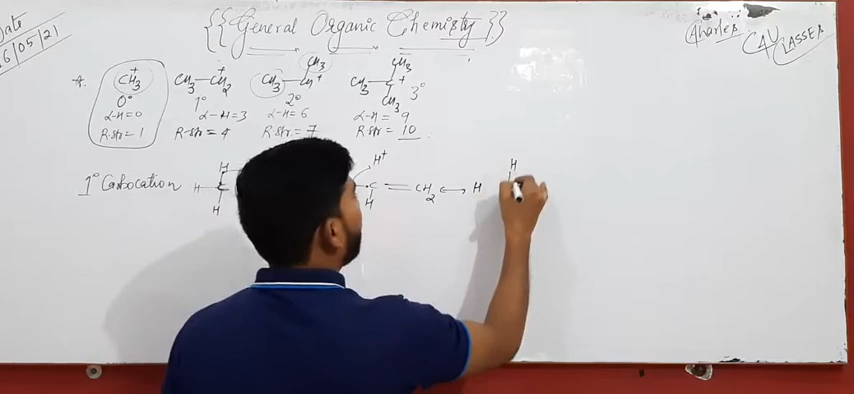 Date
16/05/21
{{General Organic Chemistry}}
Charles
CAU CLASSES
*. CH3+ CH3-CH2+ CH3-CH+ CH3 CH3-C+ CH3 CH3
0° 1° 2° 3°
α-H=0 α-H=3 α-H=6 α-H=9
R.str=1 R.str=4 R.str=7 R.str=10
1° Carbocation H H-C H H+ C=CH2 ↔ H H
H